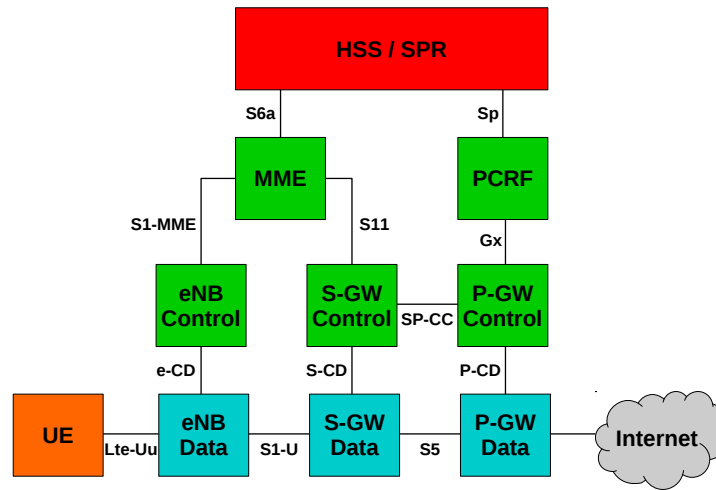 HSS / SPR
S6a
Sp
MME
PCRF
S1-MME
S11
Gx
eNB
Control
S-GW
Control
SP-CC
P-GW
Control
e-CD
S-CD
P-CD
UE
Lte-Uu
eNB
Data
S1-U
S-GW
Data
S5
P-GW
Data
Internet